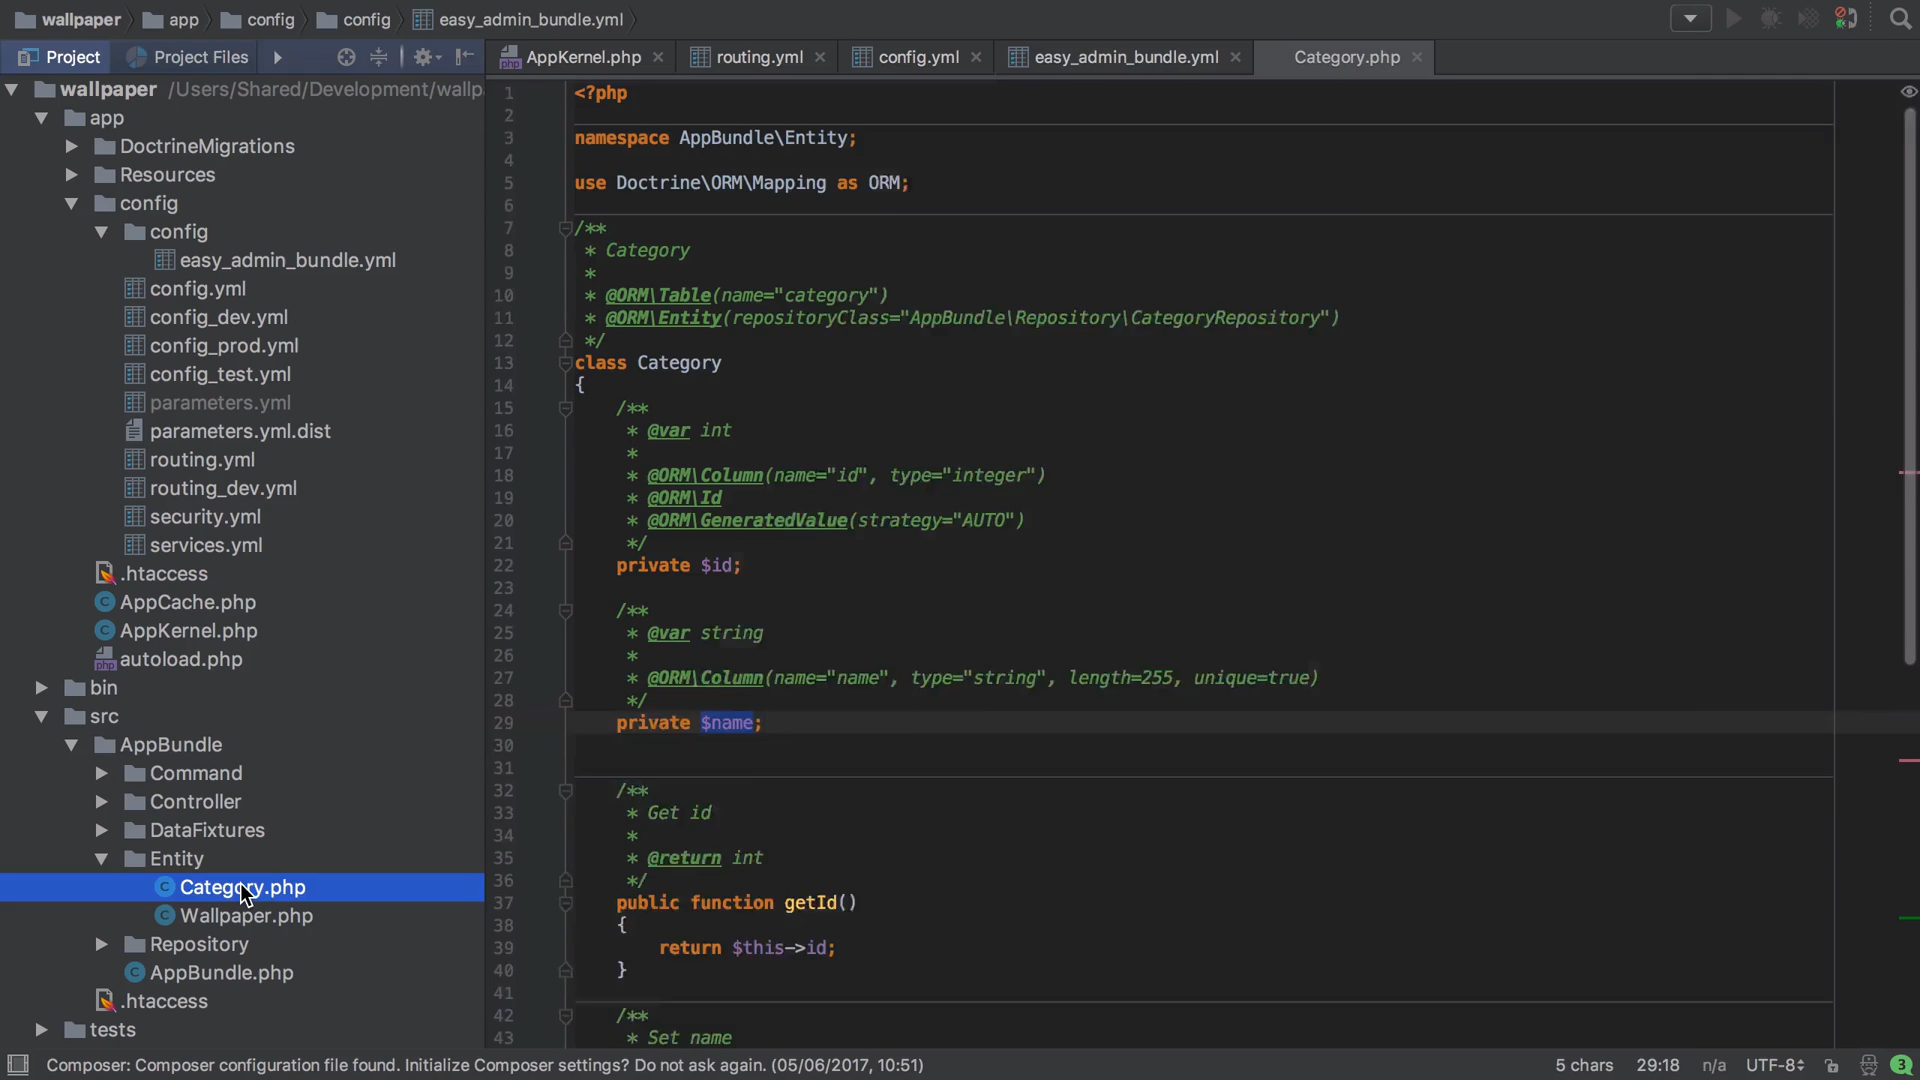 wallpaper app config config easy_admin_bundle.yml
Project Project Files
AppKernel.php routing.yml config.yml easy_admin_bundle.yml Category.php
wallpaper /Users/Shared/Development/wallp
app
DoctrineMigrations
Resources
config
config
easy_admin_bundle.yml
config.yml
config_dev.yml
config_prod.yml
config_test.yml
parameters.yml
parameters.yml.dist
routing.yml
routing_dev.yml
security.yml
services.yml
.htaccess
AppCache.php
AppKernel.php
autoload.php
bin
src
AppBundle
Command
Controller
DataFixtures
Entity
Category.php
Wallpaper.php
Repository
AppBundle.php
.htaccess
tests
1 <?php
2
3 namespace AppBundle\Entity;
4
5 use Doctrine\ORM\Mapping as ORM;
6
7 /**
8 * Category
9 *
10 * @ORM\Table(name="category")
11 * @ORM\Entity(repositoryClass="AppBundle\Repository\CategoryRepository")
12 */
13 class Category
14 {
15 /**
16 * @var int
17 *
18 * @ORM\Column(name="id", type="integer")
19 * @ORM\Id
20 * @ORM\GeneratedValue(strategy="AUTO")
21 */
22 private $id;
23
24 /**
25 * @var string
26 *
27 * @ORM\Column(name="name", type="string", length=255, unique=true)
28 */
29 private $name;
30
31
32 /**
33 * Get id
34 *
35 * @return int
36 */
37 public function getId()
38 {
39 return $this->id;
40 }
41
42 /**
43 * Set name
Composer: Composer configuration file found. Initialize Composer settings? Do not ask again. (05/06/2017, 10:51) 5 chars 29:18 n/a UTF-8 3